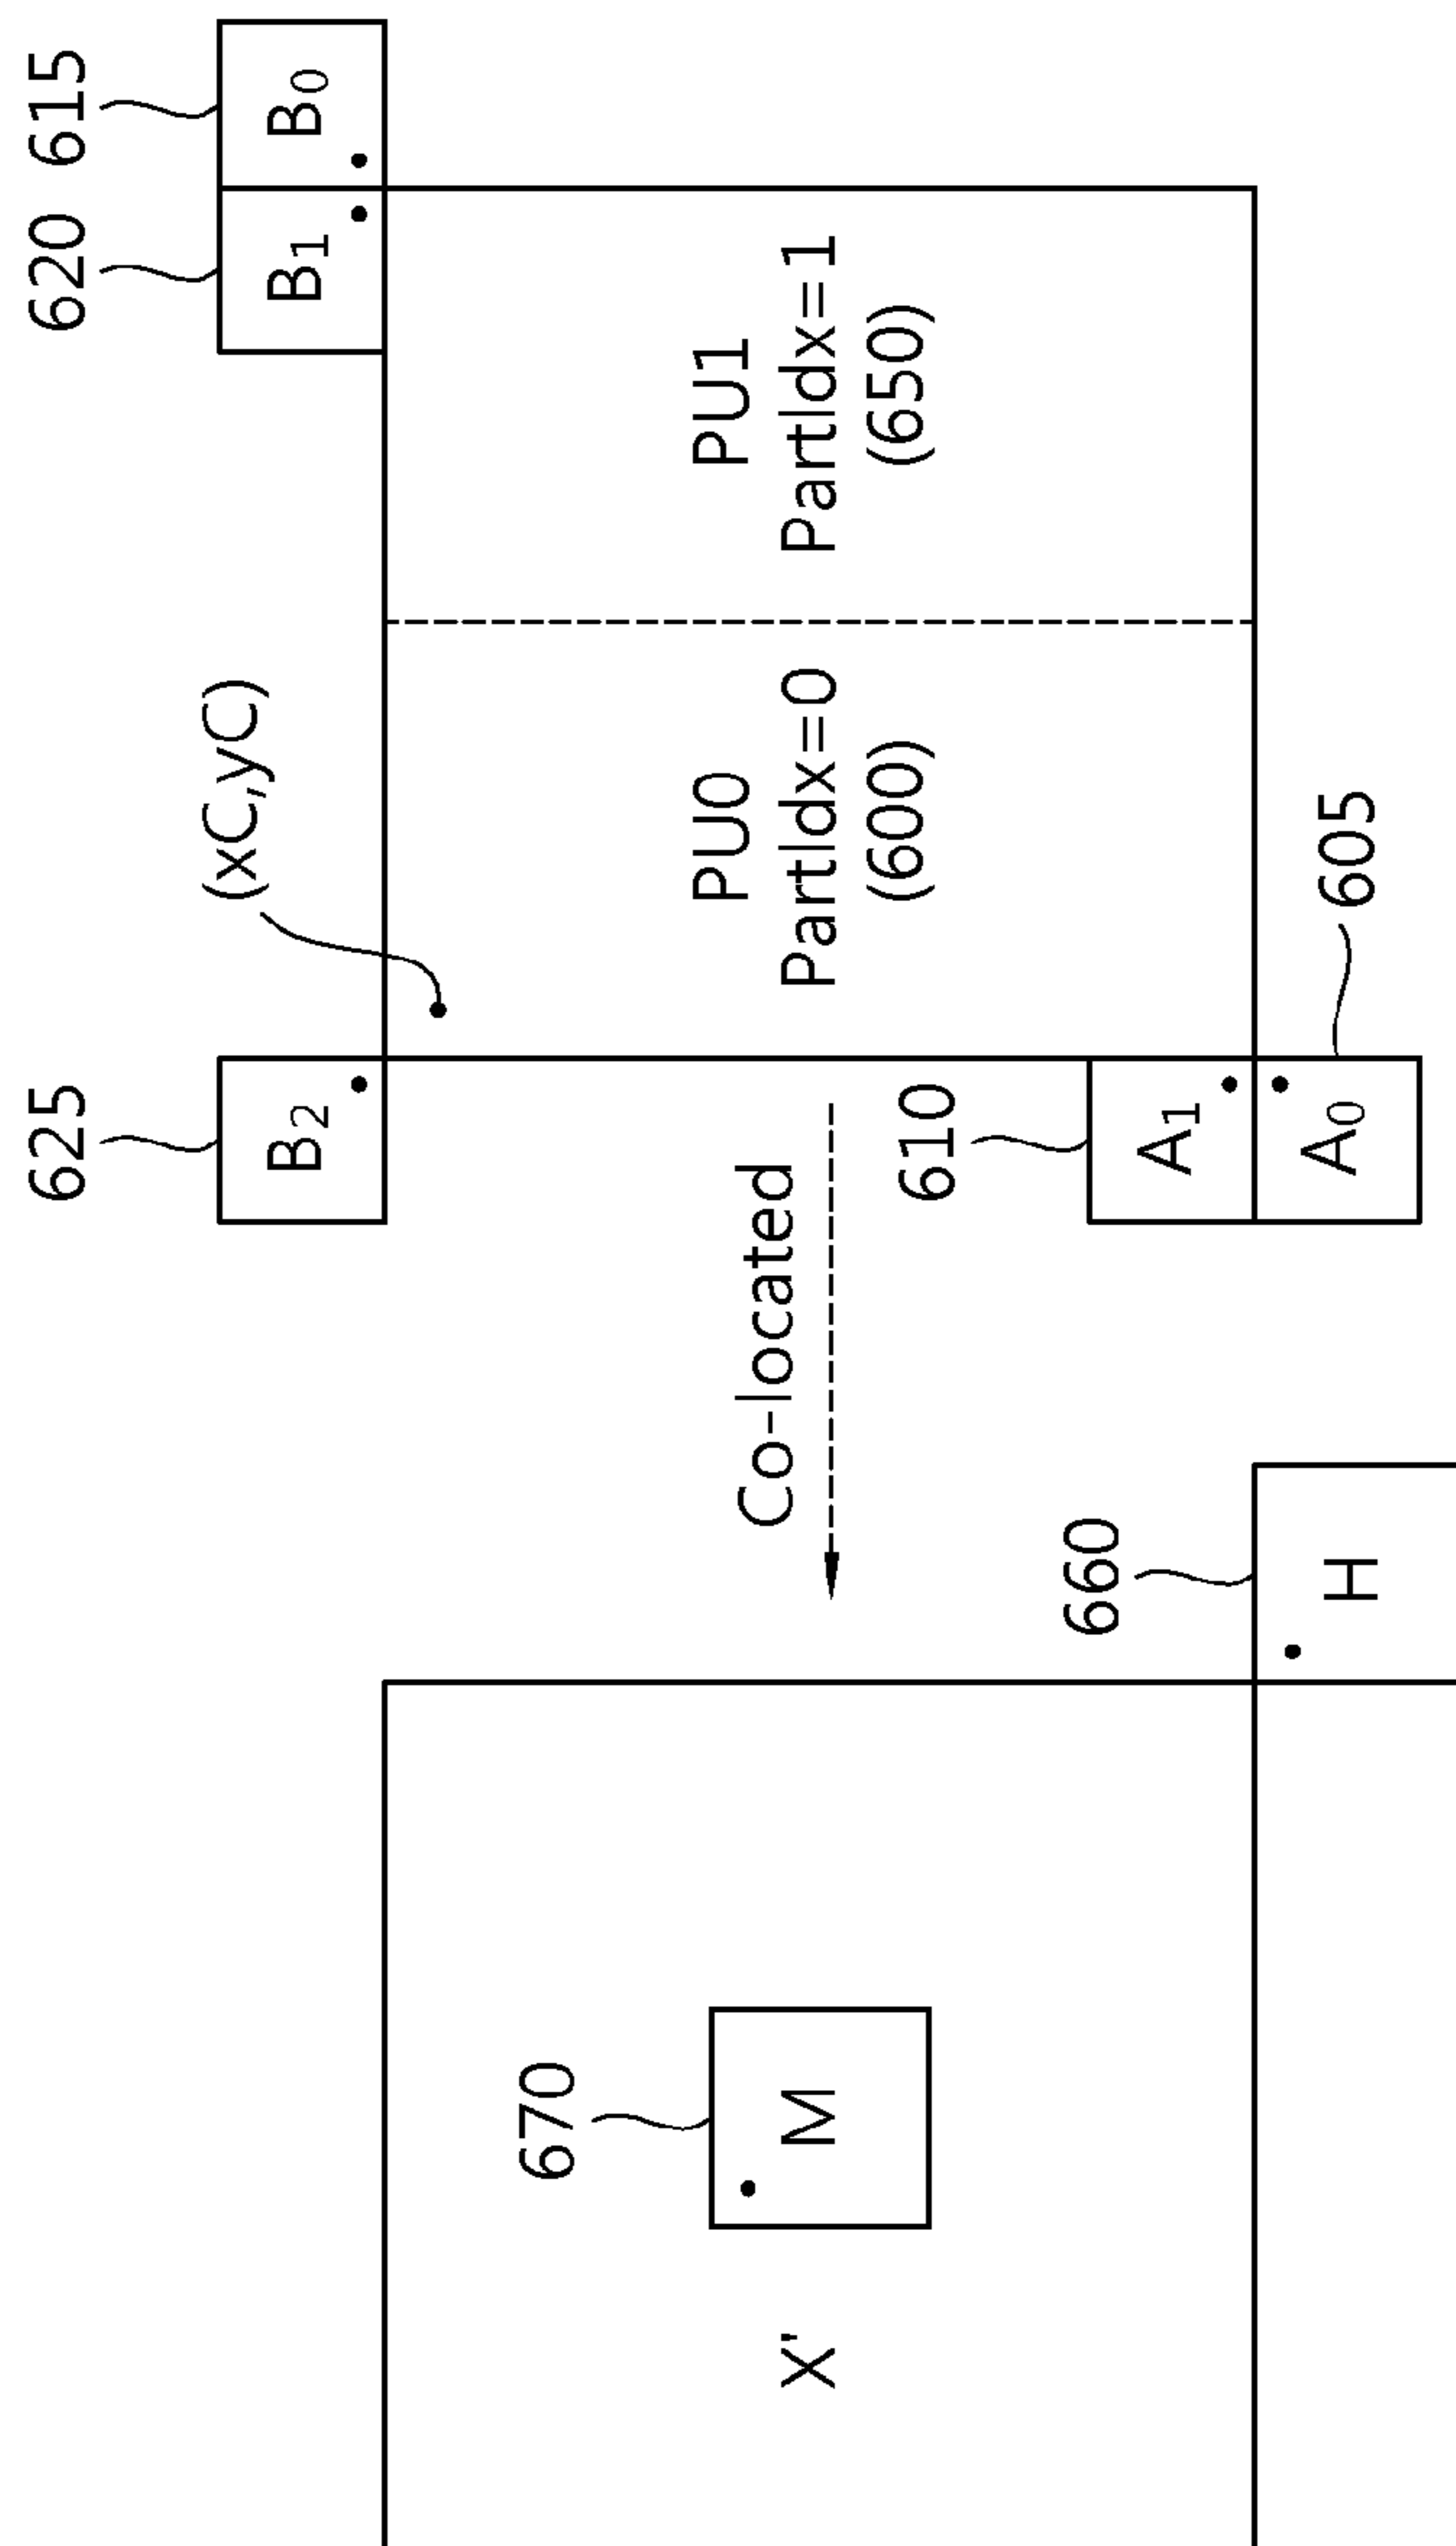 625
620
615
(xC,yC)
B2
B1
B0
670
X'
M
Co-located
PU0
PartIdx=0
(600)
PU1
PartIdx=1
(650)
610
A1
660
H
A0
605